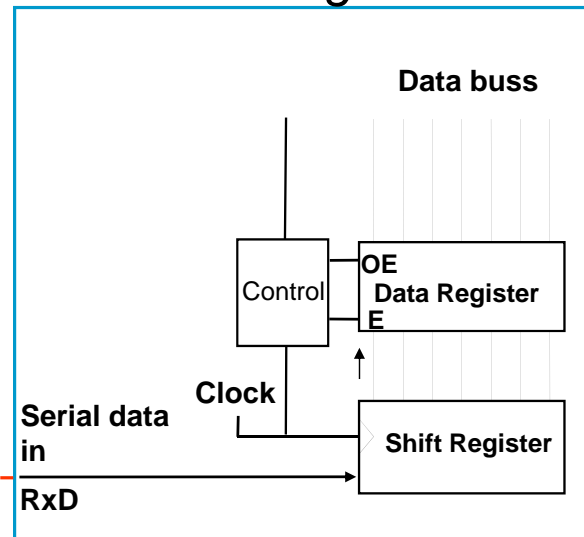 g
Data buss
Control
OE
Data Register
E
Clock
Serial data
in
Shift Register
RxD